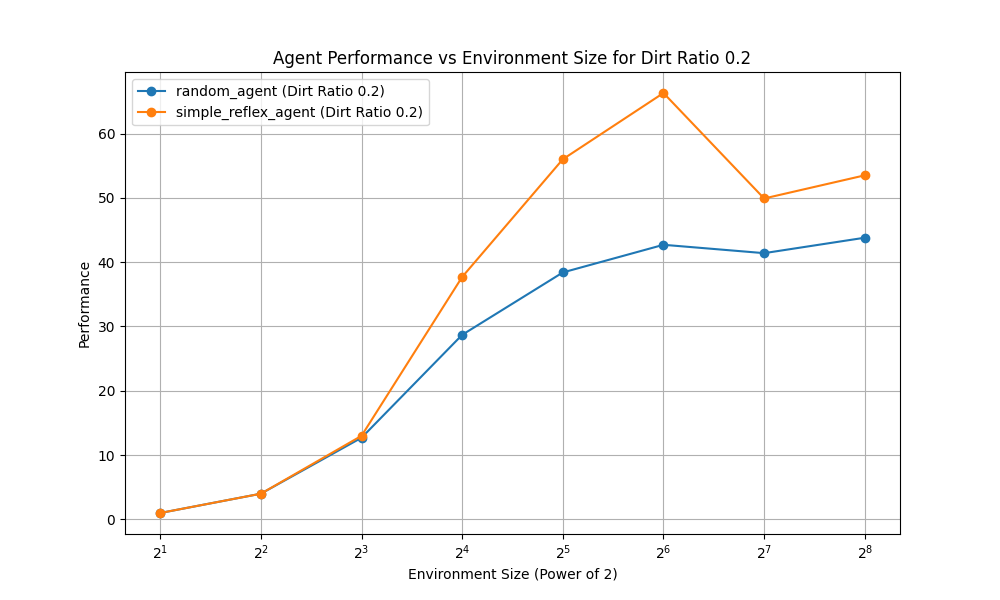 Agent Performance vs Environment Size for Dirt Ratio 0.2
random_agent (Dirt Ratio 0.2)
simple_reflex_agent (Dirt Ratio 0.2)
Performance
60
50
40
30
20
10
0
2¹ 2² 2³ 2⁴ 2⁵ 2⁶ 2⁷ 2⁸
Environment Size (Power of 2)